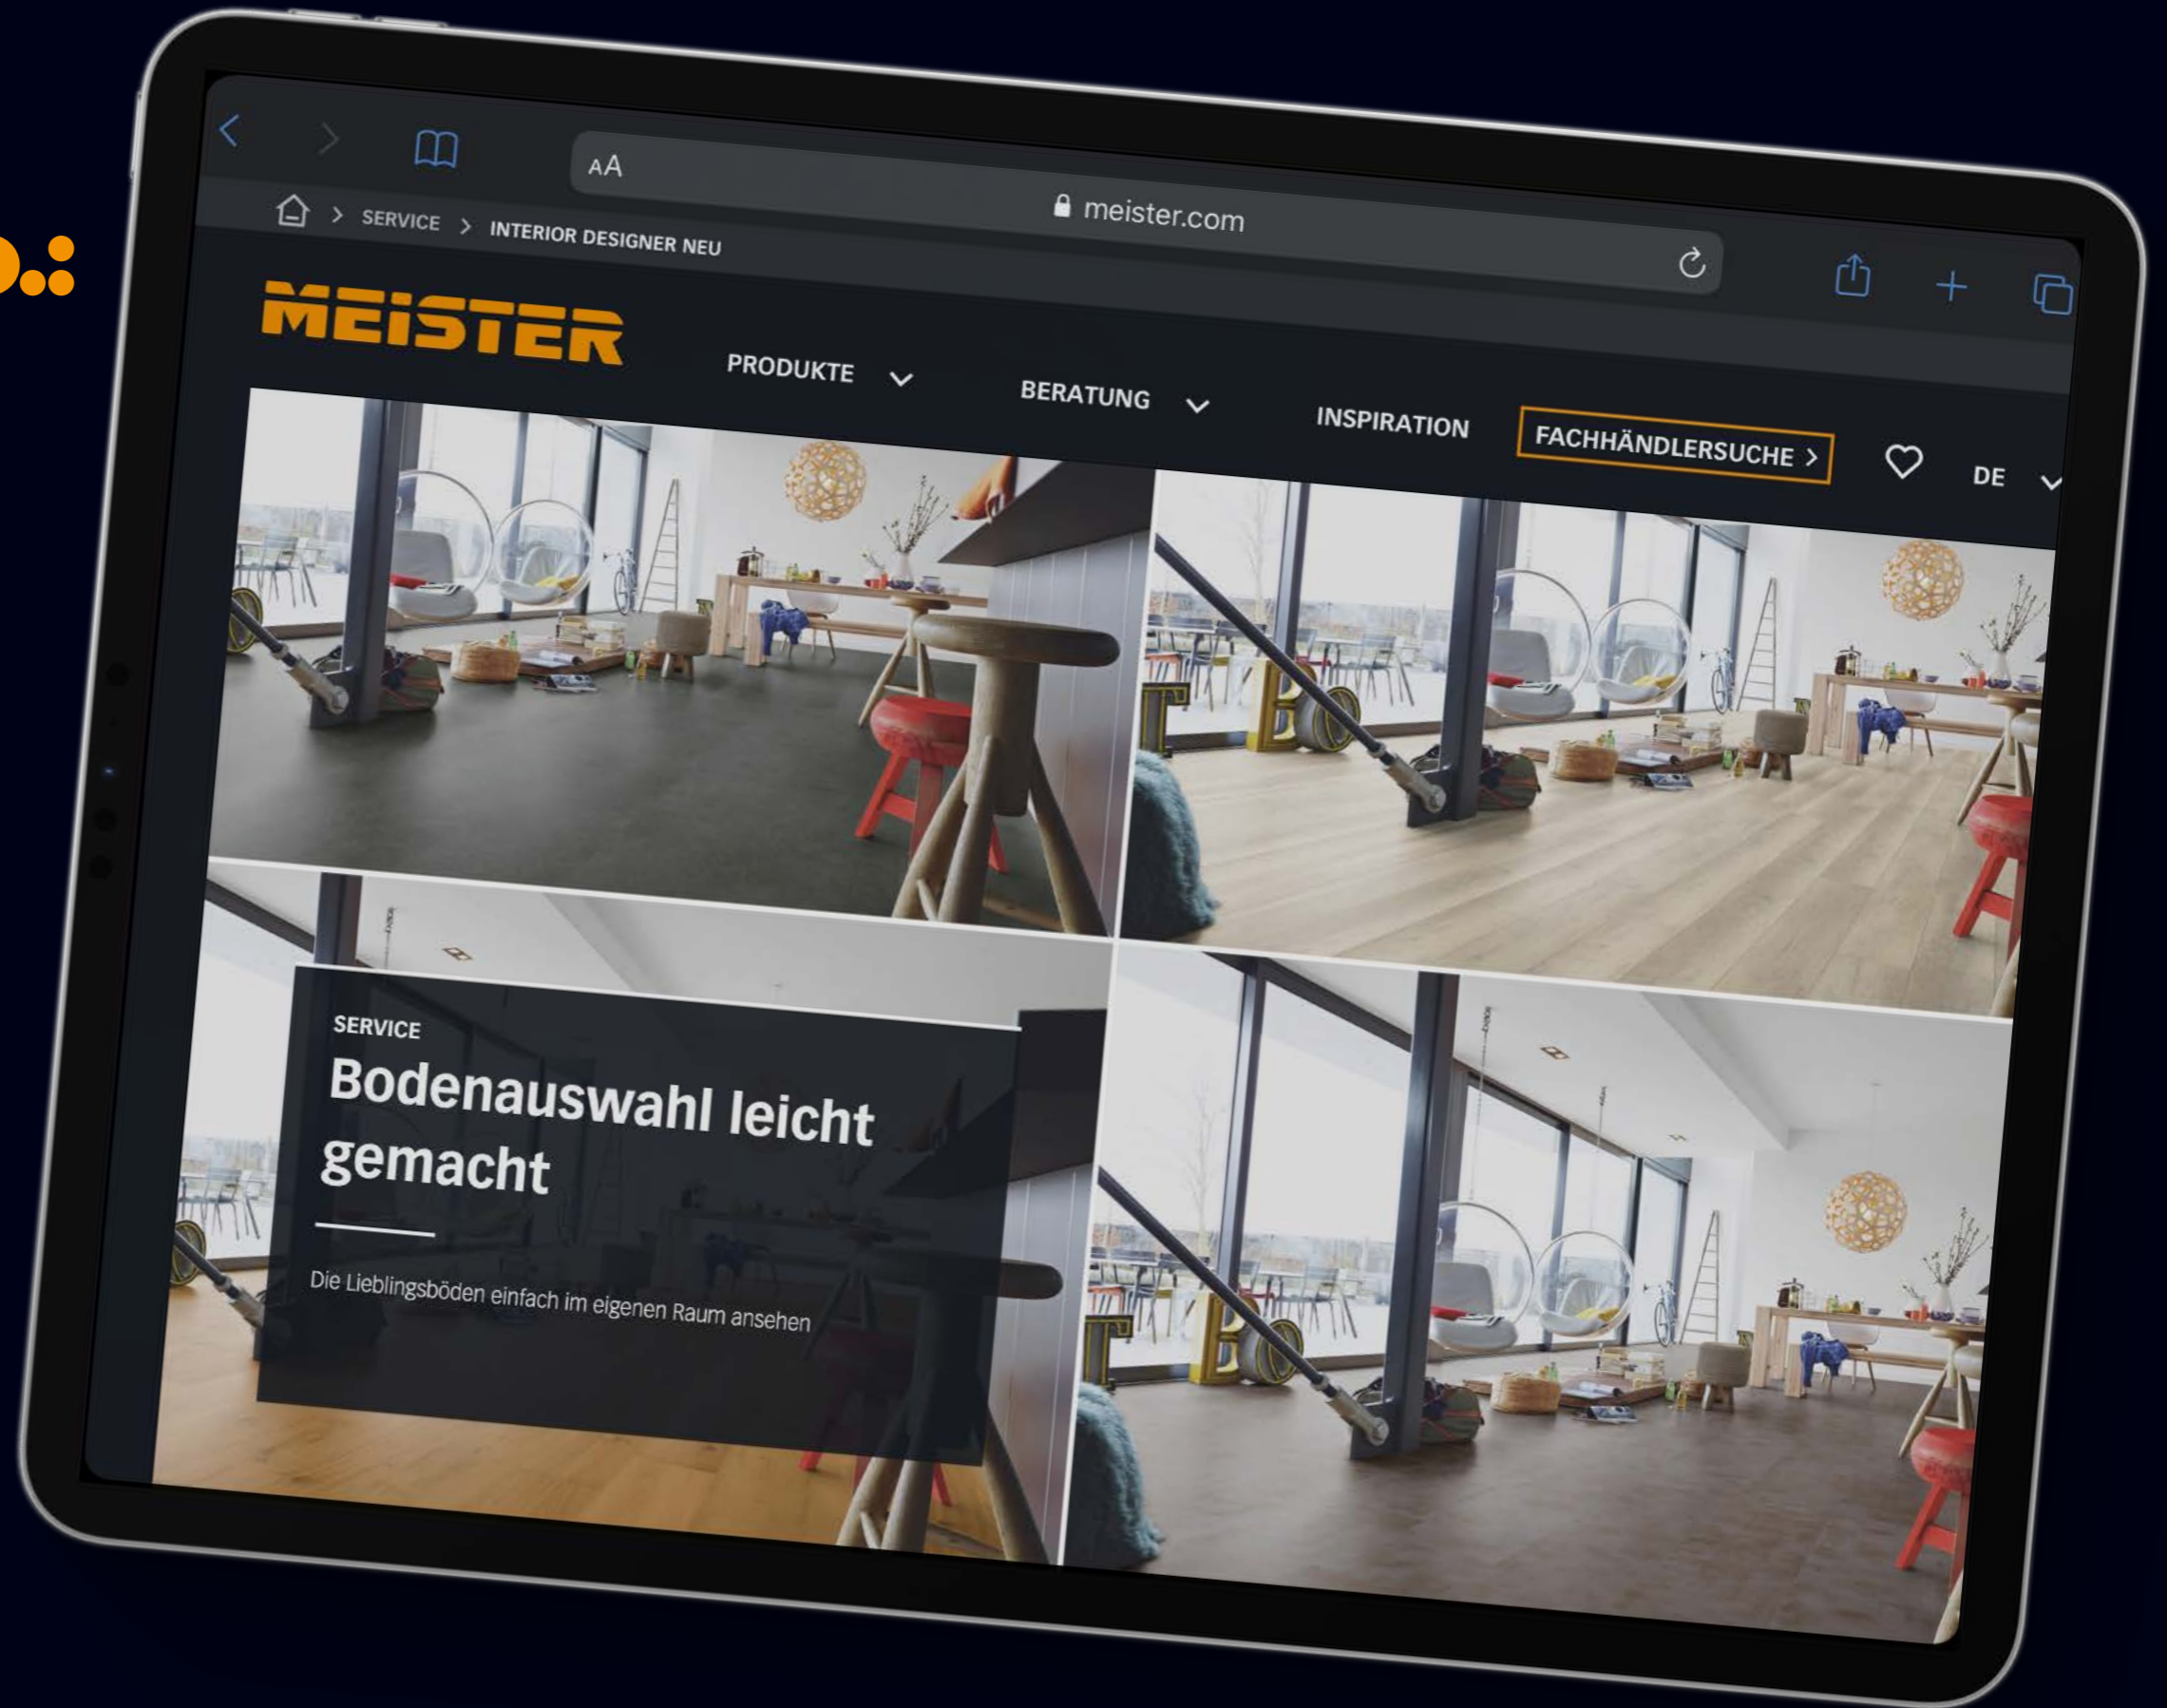 AA
meister.com
SERVICE > INTERIOR DESIGNER NEU
MEiSTER
PRODUKTE
BERATUNG
INSPIRATION
FACHHÄNDLERSUCHE >
DE
SERVICE
Bodenauswahl leicht
gemacht
Die Lieblingsböden einfach im eigenen Raum ansehen